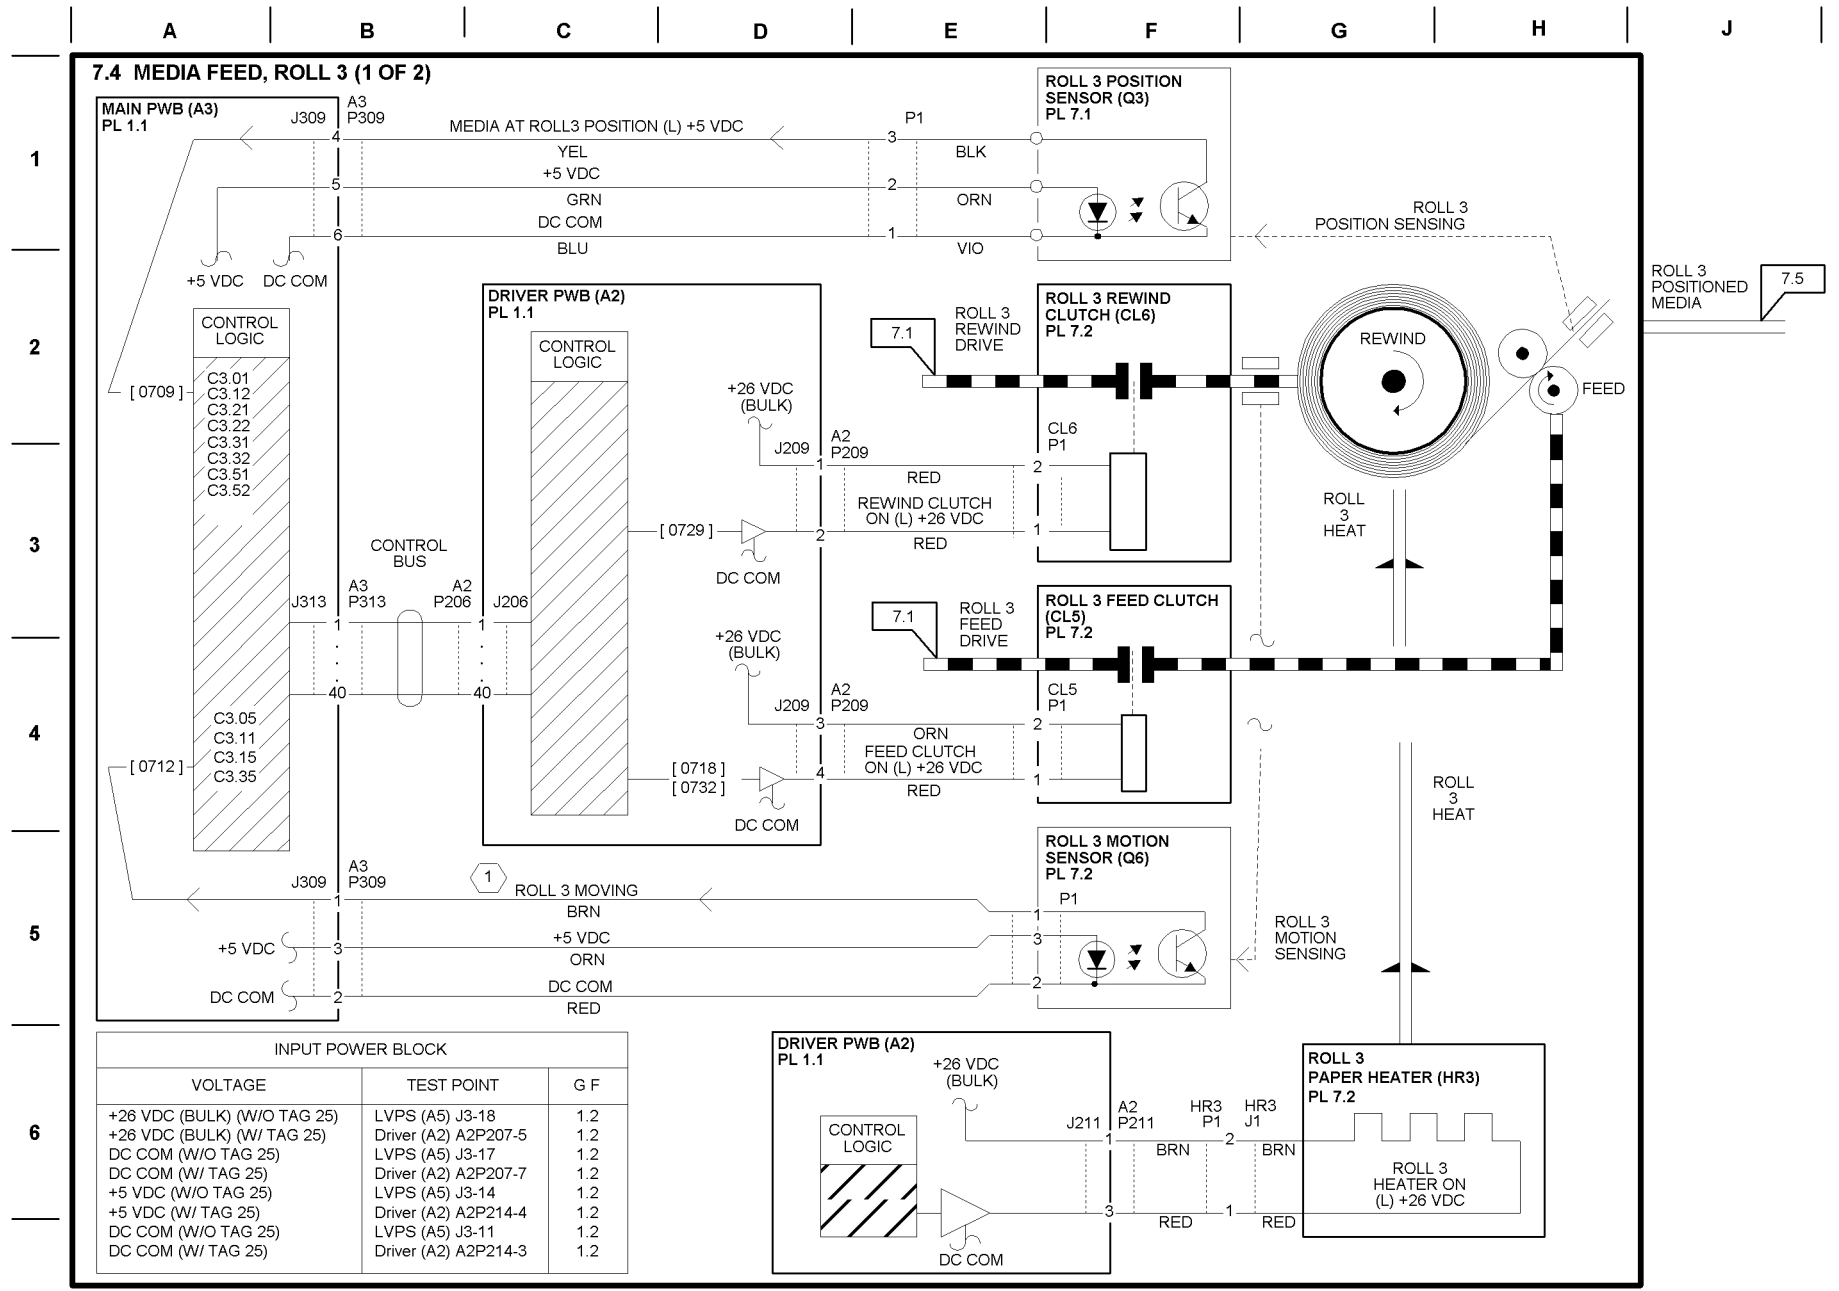 A B C D E F G H J
7.4 MEDIA FEED, ROLL 3 (1 OF 2)
1
2
3
4
5
6
MAIN PWB (A3)
PL 1.1
J309
A3
P309
4
MEDIA AT ROLL3 POSITION (L) +5 VDC
YEL
P1
3
BLK
5
+5 VDC
GRN
2
ORN
6
DC COM
BLU
1
VIO
+5 VDC
DC COM
ROLL 3 POSITION
SENSOR (Q3)
PL 7.1
ROLL 3
POSITION SENSING
ROLL 3
POSITIONED
MEDIA
7.5
CONTROL
LOGIC
[ 0709 ]
C3.01
C3.12
C3.21
C3.22
C3.31
C3.32
C3.51
C3.52
[ 0712 ]
C3.05
C3.11
C3.15
C3.35
J313
A3
P313
1
40
CONTROL
BUS
A2
P206
J206
1
40
DRIVER PWB (A2)
PL 1.1
CONTROL
LOGIC
+26 VDC
(BULK)
J209
A2
P209
1
RED
[ 0729 ]
2
REWIND CLUTCH
ON (L) +26 VDC
RED
DC COM
7.1
ROLL 3
REWIND
DRIVE
ROLL 3 REWIND
CLUTCH (CL6)
PL 7.2
CL6
P1
2
1
REWIND
FEED
ROLL
3
HEAT
+26 VDC
(BULK)
J209
A2
P209
3
ORN
[ 0718 ]
[ 0732 ]
4
FEED CLUTCH
ON (L) +26 VDC
RED
DC COM
7.1
ROLL 3
FEED
DRIVE
ROLL 3 FEED CLUTCH
(CL5)
PL 7.2
CL5
P1
2
1
ROLL
3
HEAT
J309
A3
P309
1
1
ROLL 3 MOVING
BRN
+5 VDC
3
+5 VDC
ORN
DC COM
2
DC COM
RED
ROLL 3 MOTION
SENSOR (Q6)
PL 7.2
P1
1
3
2
ROLL 3
MOTION
SENSING
INPUT POWER BLOCK
VOLTAGE TEST POINT G F
+26 VDC (BULK) (W/O TAG 25) LVPS (A5) J3-18 1.2
+26 VDC (BULK) (W/ TAG 25) Driver (A2) A2P207-5 1.2
DC COM (W/O TAG 25) LVPS (A5) J3-17 1.2
DC COM (W/ TAG 25) Driver (A2) A2P207-7 1.2
+5 VDC (W/O TAG 25) LVPS (A5) J3-14 1.2
+5 VDC (W/ TAG 25) Driver (A2) A2P214-4 1.2
DC COM (W/O TAG 25) LVPS (A5) J3-11 1.2
DC COM (W/ TAG 25) Driver (A2) A2P214-3 1.2
DRIVER PWB (A2)
PL 1.1
+26 VDC
(BULK)
CONTROL
LOGIC
DC COM
J211
A2
P211
1
BRN
HR3
P1
HR3
J1
2
BRN
3
RED
1
RED
ROLL 3
PAPER HEATER (HR3)
PL 7.2
ROLL 3
HEATER ON
(L) +26 VDC